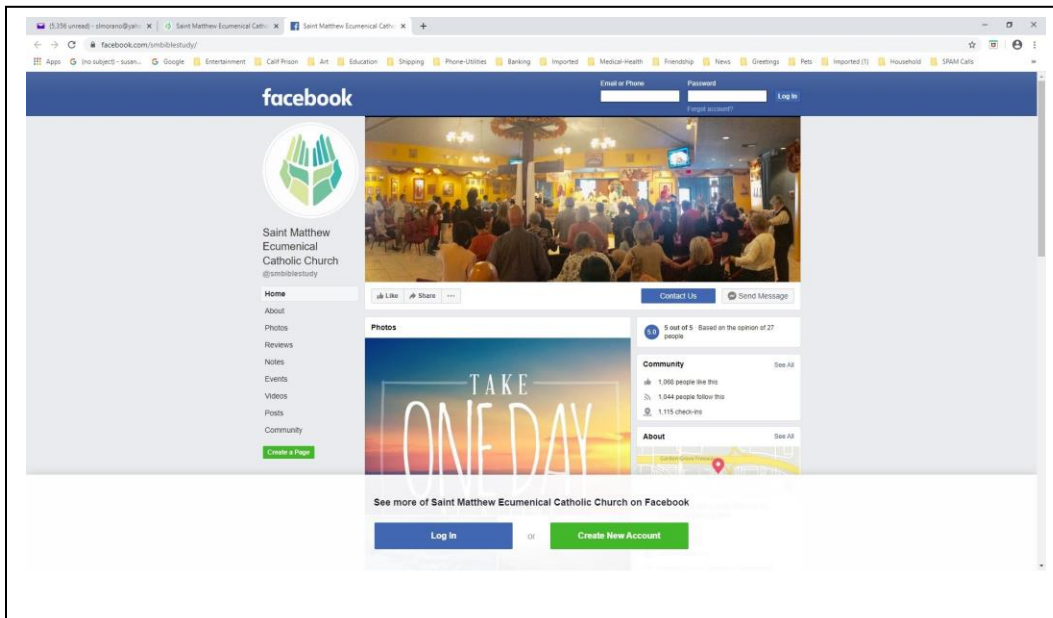 (5,356 unread) - slmorano@yaho
Saint Matthew Ecumenical Catho
Saint Matthew Ecumenical Catho
facebook.com/smbiblestudy/
Apps
(no subject) - susan...
Google
Entertainment
Calif Prison
Art
Education
Shipping
Phone-Utilities
Banking
Imported
Medical-Health
Friendship
News
Greetings
Pets
Imported (1)
Household
SPAM Calls
facebook
Email or Phone
Password
Log In
Forgot account?
Saint Matthew
Ecumenical
Catholic Church
@smbiblestudy
Home
About
Photos
Reviews
Notes
Events
Videos
Posts
Community
Create a Page
Like
Share
Contact Us
Send Message
Photos
TAKE
ONE DAY
5.0
5 out of 5 · Based on the opinion of 27
people
Community
See All
1,066 people like this
1,044 people follow this
1,115 check-ins
About
See All
Garden Grove Freeway
See more of Saint Matthew Ecumenical Catholic Church on Facebook
Log In
or
Create New Account